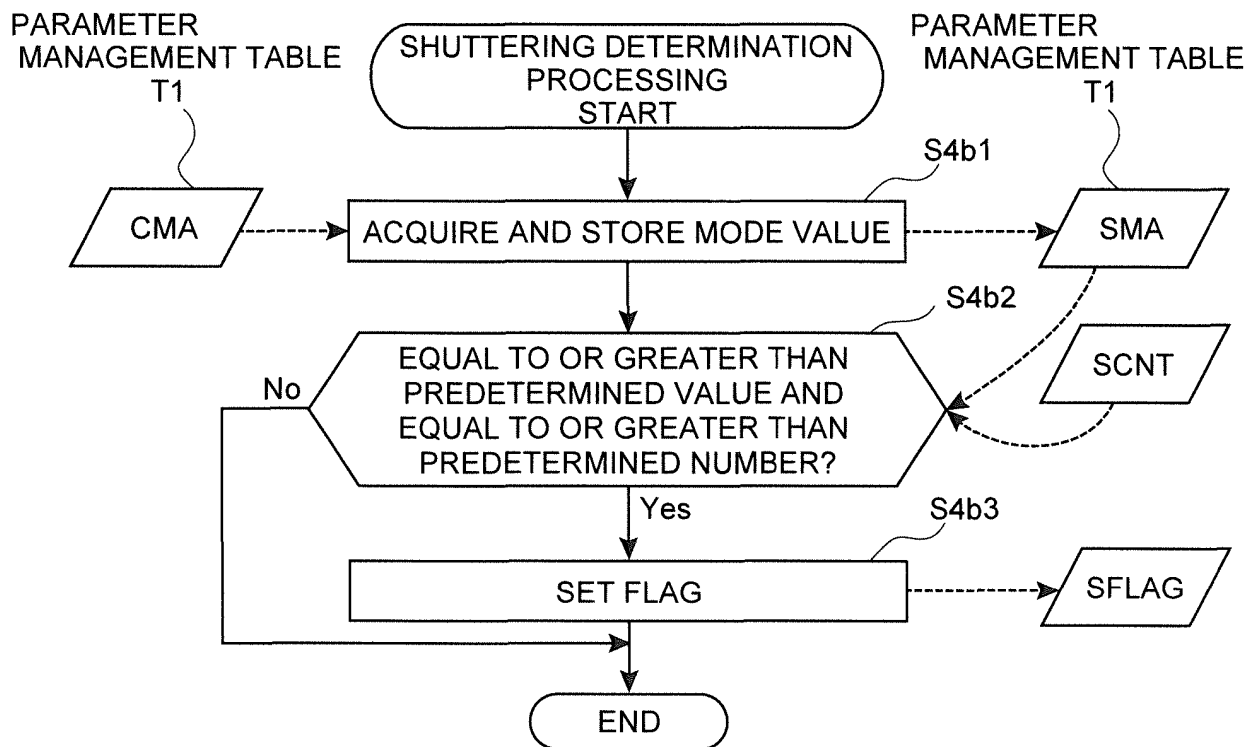 PARAMETER
MANAGEMENT TABLE
T1
SHUTTERING DETERMINATION
PROCESSING
START
PARAMETER
MANAGEMENT TABLE
T1
S4b1
CMA
ACQUIRE AND STORE MODE VALUE
SMA
S4b2
EQUAL TO OR GREATER THAN
PREDETERMINED VALUE AND
EQUAL TO OR GREATER THAN
PREDETERMINED NUMBER?
SCNT
No
Yes
S4b3
SET FLAG
SFLAG
END